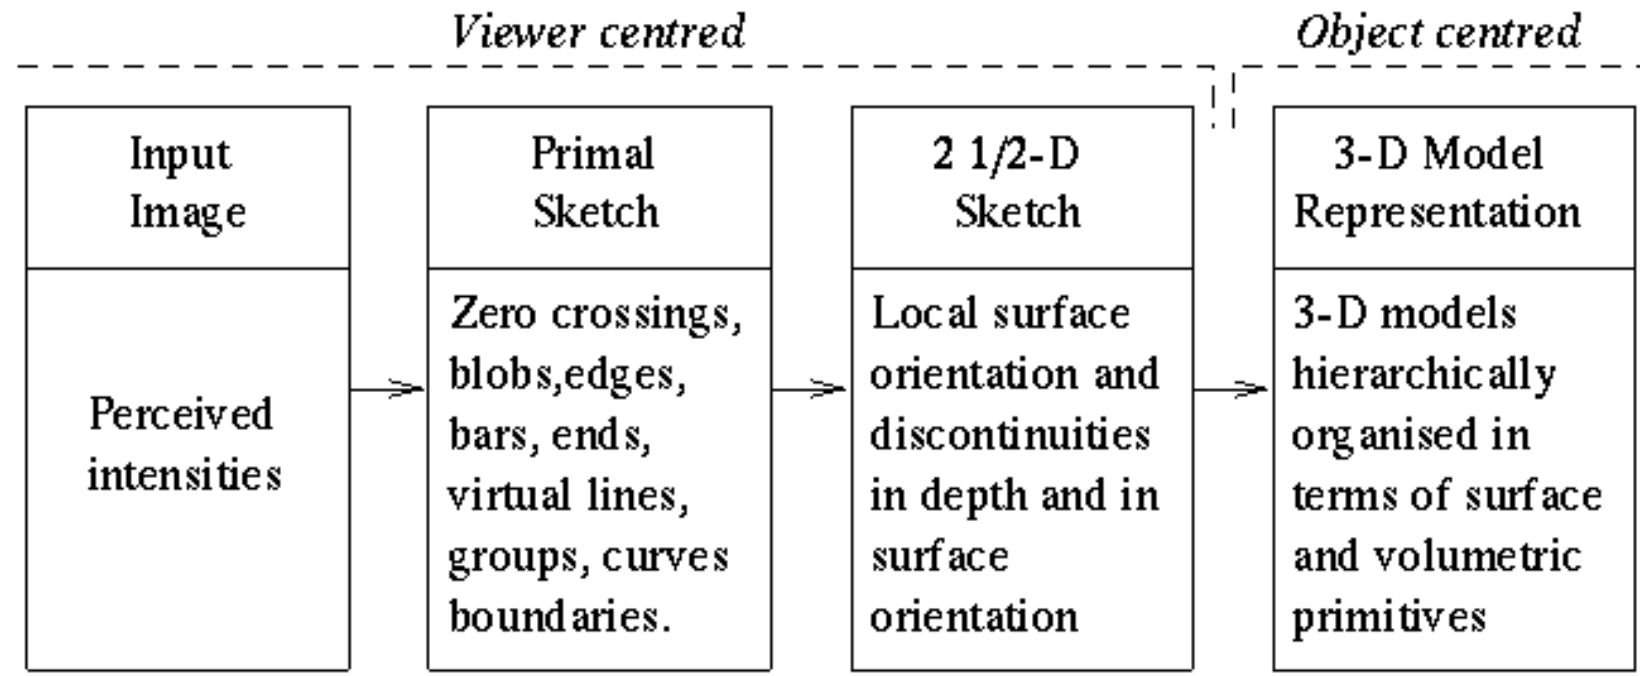 Viewer centred
Object centred
Input
Image
Perceived
intensities
Primal
Sketch
Zero crossings,
blobs,edges,
bars, ends,
virtual lines,
groups, curves
boundaries.
2 1/2-D
Sketch
Local surface
orientation and
discontinuities
in depth and in
surface
orientation
3-D Model
Representation
3-D models
hierarchically
organised in
terms of surface
and volumetric
primitives